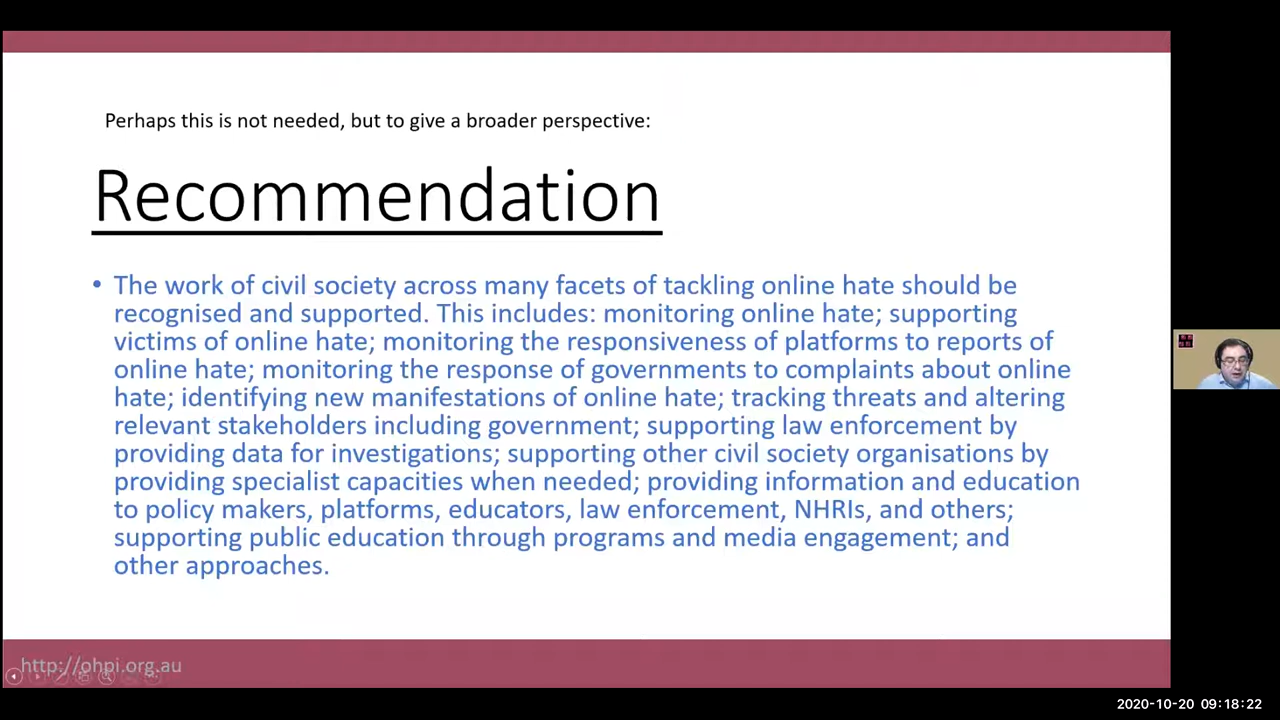 Perhaps this is not needed, but to give a broader perspective:
Recommendation
• The work of civil society across many facets of tackling online hate should be
recognised and supported. This includes: monitoring online hate; supporting
victims of online hate; monitoring the responsiveness of platforms to reports of
online hate; monitoring the response of governments to complaints about online
hate; identifying new manifestations of online hate; tracking threats and altering
relevant stakeholders including government; supporting law enforcement by
providing data for investigations; supporting other civil society organisations by
providing specialist capacities when needed; providing information and education
to policy makers, platforms, educators, law enforcement, NHRIs, and others;
supporting public education through programs and media engagement; and
other approaches.
http://ohpi.org.au
2020-10-20 09:18:22